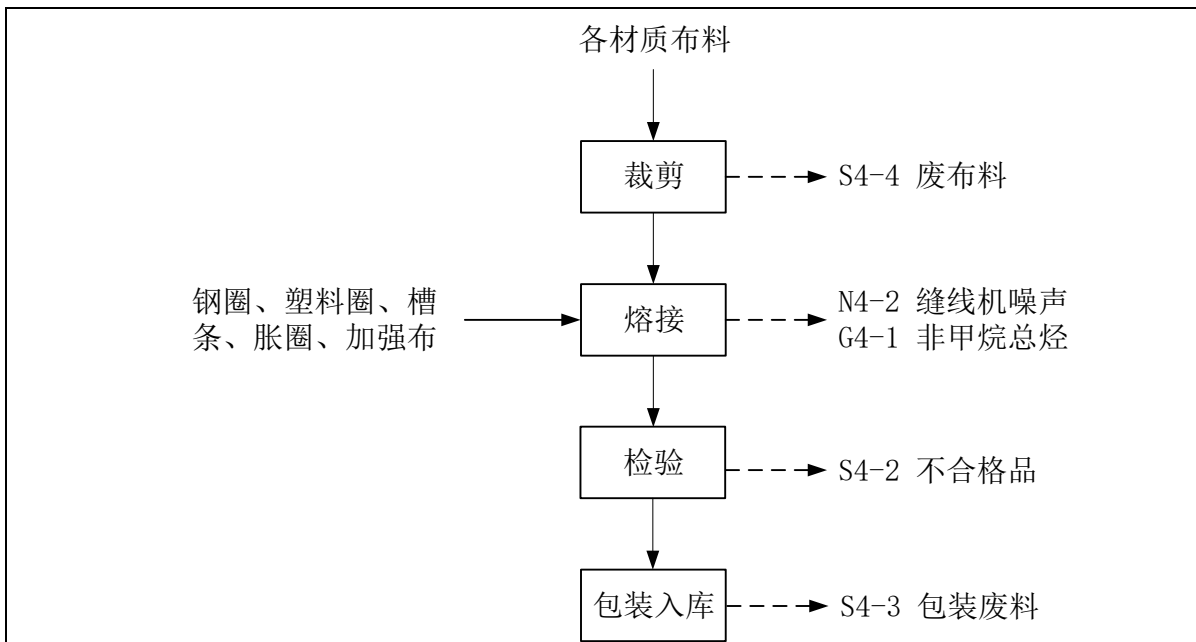 各材质布料
裁剪
S4-4 废布料
钢圈、塑料圈、槽
条、胀圈、加强布
熔接
N4-2 缝线机噪声
G4-1 非甲烷总烃
检验
S4-2 不合格品
包装入库
S4-3 包装废料